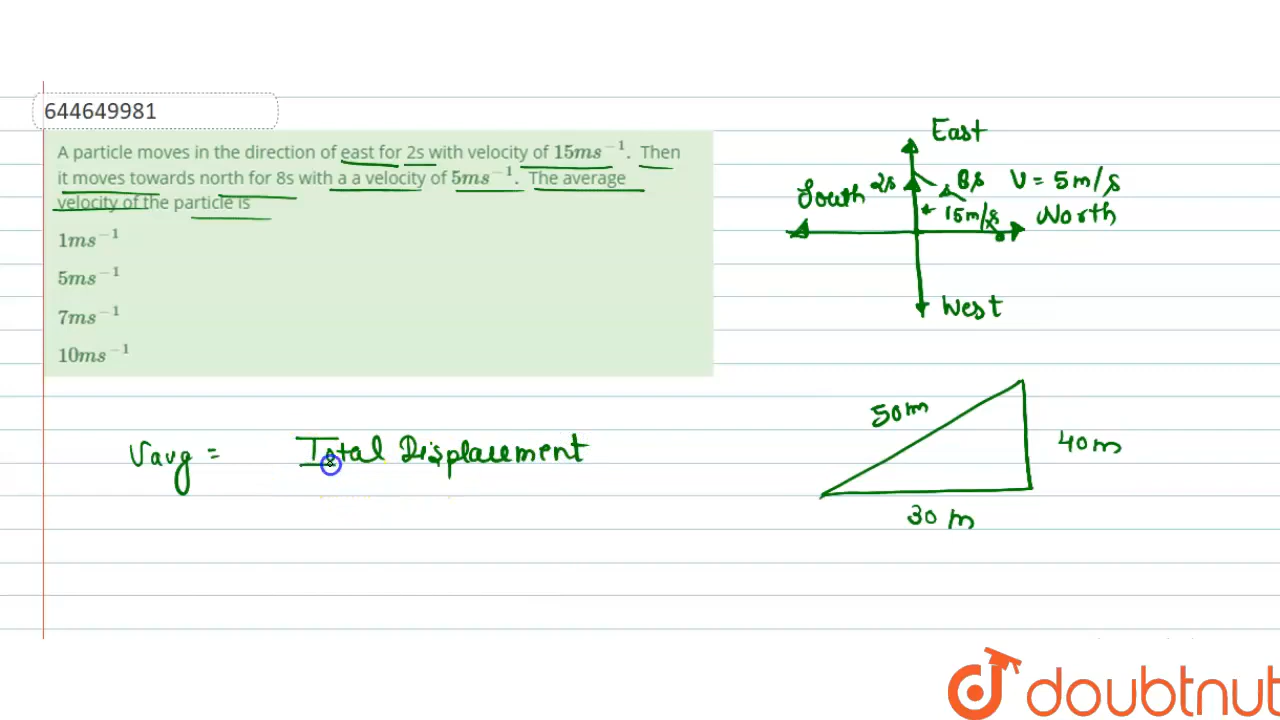 644649981
A particle moves in the direction of east for 2s with velocity of 15ms⁻¹. Then
it moves towards north for 8s with a a velocity of 5ms⁻¹. The average
velocity of the particle is
1ms⁻¹
5ms⁻¹
7ms⁻¹
10ms⁻¹
East
South 2s 8s V = 5m/s
15m/s North
West
Vavg = Total Displacement
50m
40m
30 m
doubtnut